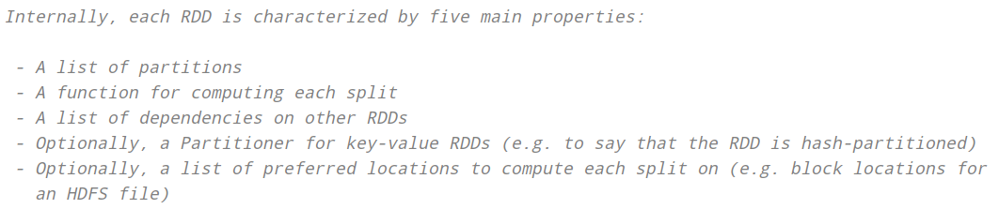 Internally, each RDD is characterized by five main properties:
- A list of partitions
- A function for computing each split
- A list of dependencies on other RDDs
- Optionally, a Partitioner for key-value RDDs (e.g. to say that the RDD is hash-partitioned)
- Optionally, a list of preferred locations to compute each split on (e.g. block locations for
an HDFS file)